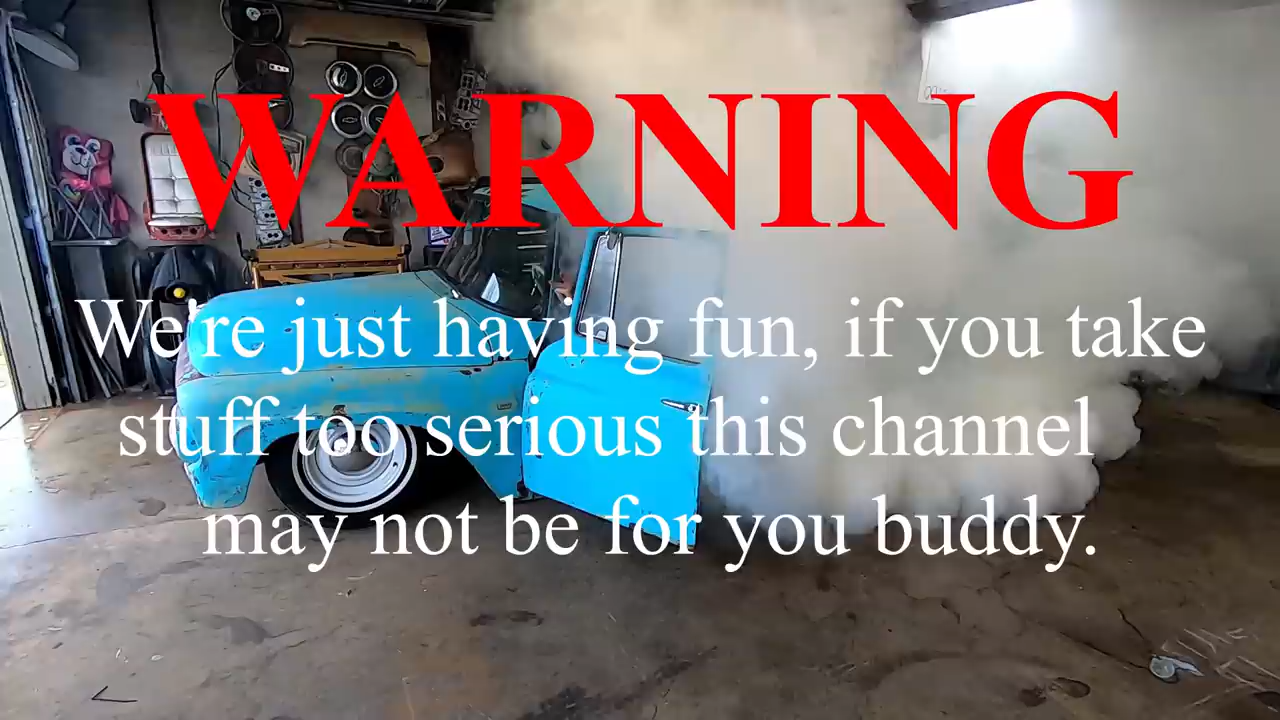 WARNING
We're just having fun, if you take
stuff too serious this channel
may not be for you buddy.